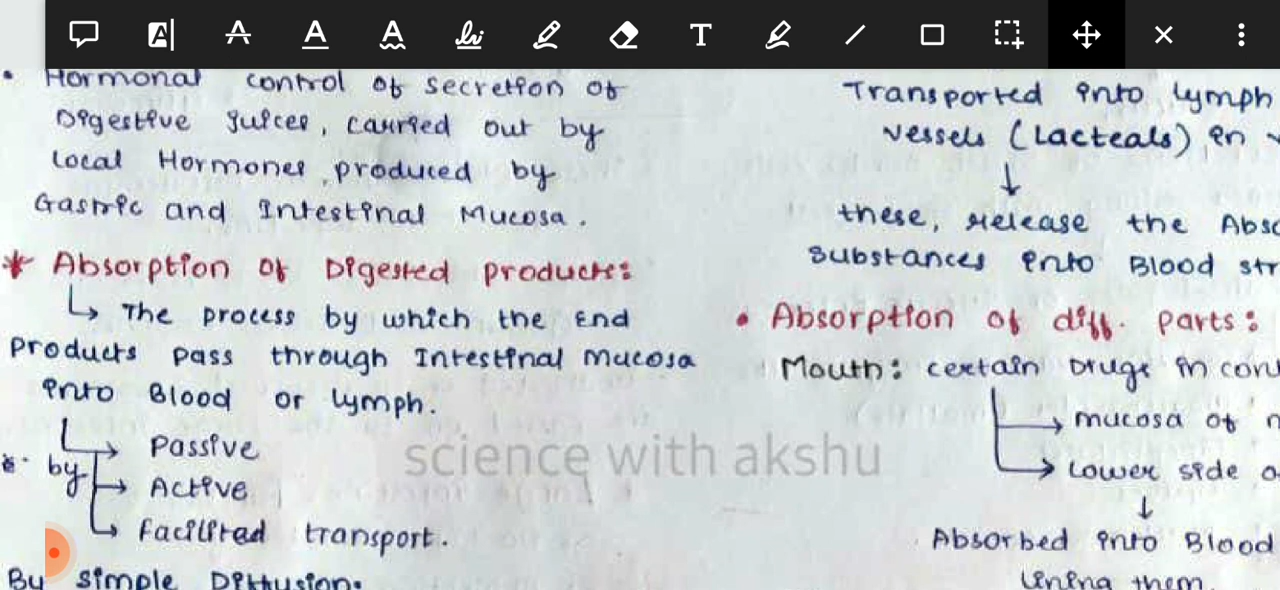 • Hormonal control of secretion of
Digestive Juices, carried out by
local Hormones produced by
Gastric and Intestinal Mucosa.
* Absorption of Digested products:
↳ The process by which the End
Products pass through Intestinal Mucosa
into Blood or lymph.
→ Passive
by → Active
→ facilitad transport.
By simple Diffusion.
science with akshu
Transported into lymph
vessels (Lacteals) in
↓
these, release the
substances into Blood
• Absorption of diff. parts:
Mouth: certain Drugs in
→ mucosa of
→ Lower side
↓
Absorbed into Blood
lining them.